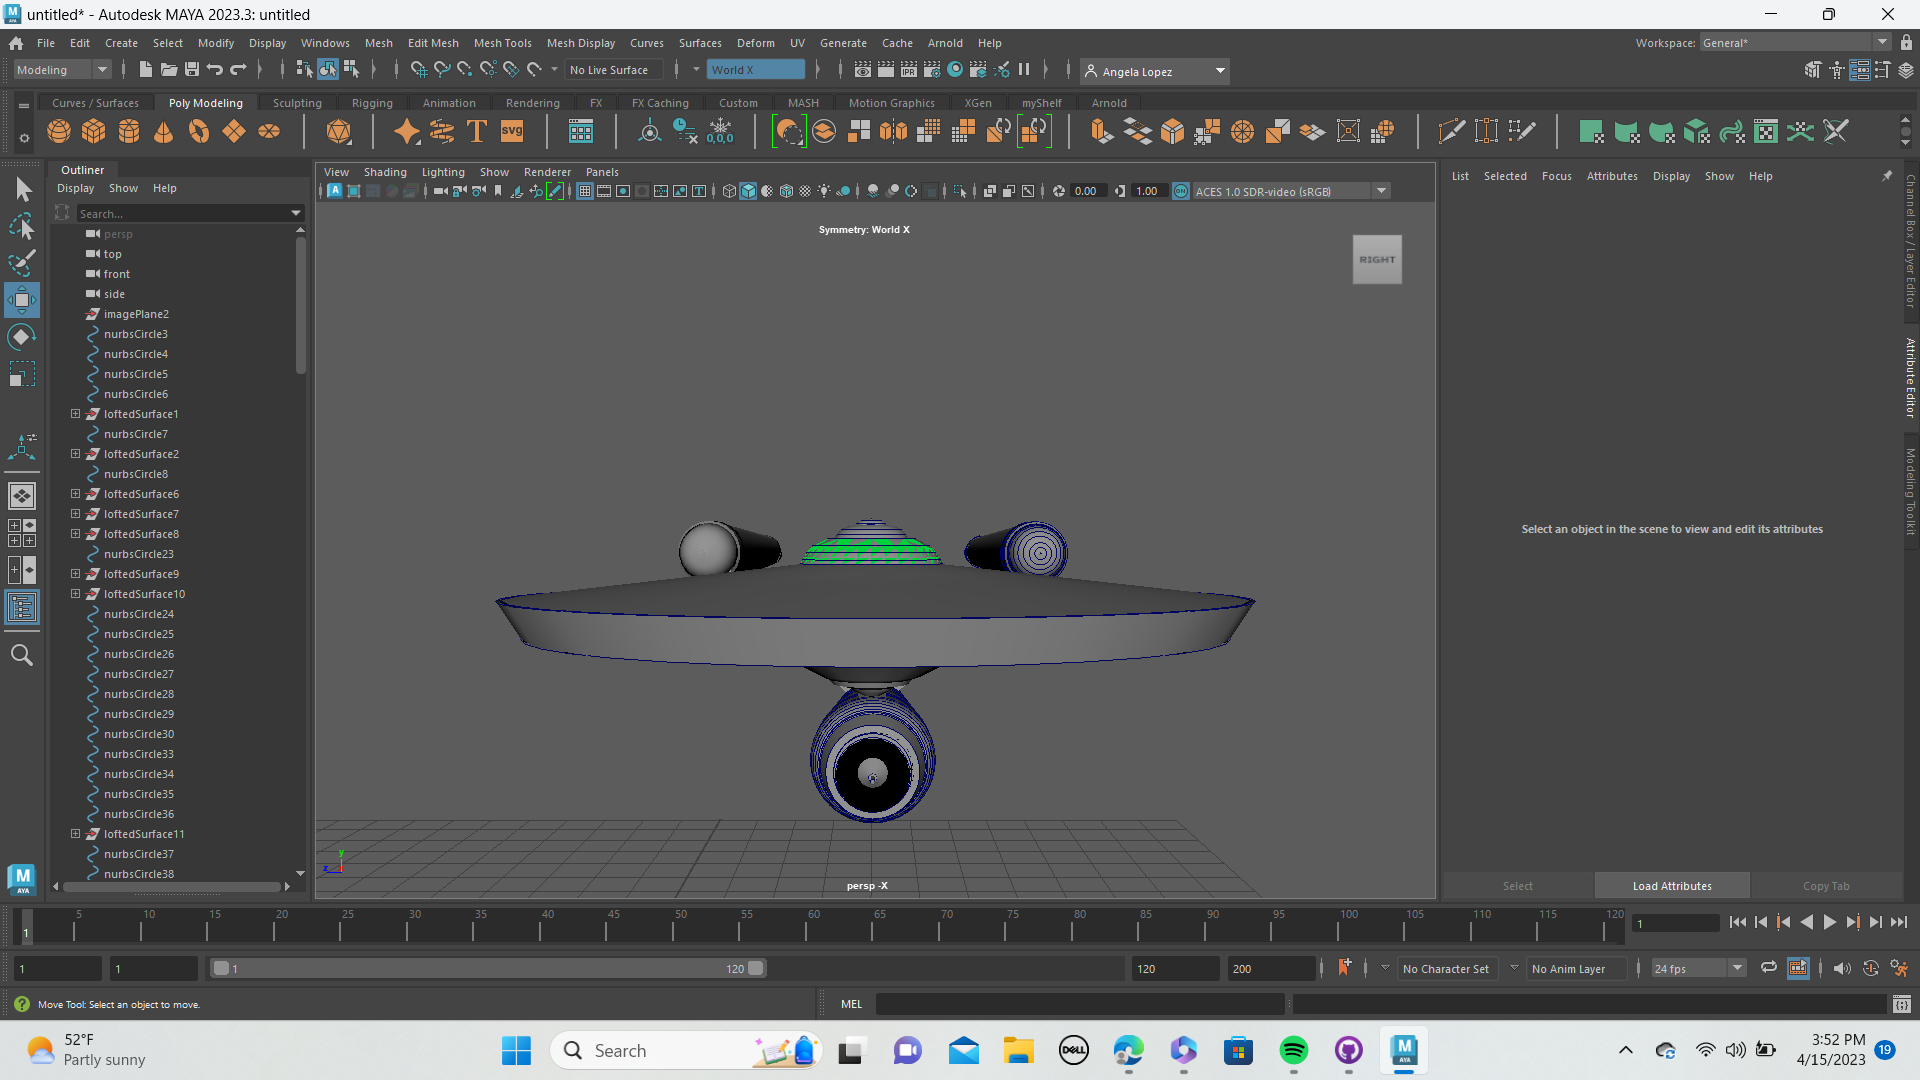 untitled* - Autodesk MAYA 2023.3: untitled
File Edit Create Select Modify Display Windows Mesh Edit Mesh Mesh Tools Mesh Display Curves Surfaces Deform UV Generate Cache Arnold Help
Workspace: General*
Modeling No Live Surface World X Angela Lopez
Curves / Surfaces Poly Modeling Sculpting Rigging Animation Rendering FX FX Caching Custom MASH Motion Graphics XGen myShelf Arnold
Outliner
Display Show Help
Search...
persp
top
front
side
imagePlane2
nurbsCircle3
nurbsCircle4
nurbsCircle5
nurbsCircle6
loftedSurface1
nurbsCircle7
loftedSurface2
nurbsCircle8
loftedSurface6
loftedSurface7
loftedSurface8
nurbsCircle23
loftedSurface9
loftedSurface10
nurbsCircle24
nurbsCircle25
nurbsCircle26
nurbsCircle27
nurbsCircle28
nurbsCircle29
nurbsCircle30
nurbsCircle33
nurbsCircle34
nurbsCircle35
nurbsCircle36
loftedSurface11
nurbsCircle37
nurbsCircle38
View Shading Lighting Show Renderer Panels
0.00 1.00 ACES 1.0 SDR-video (sRGB)
Symmetry: World X
RIGHT
y
z
persp -X
List Selected Focus Attributes Display Show Help
Select an object in the scene to view and edit its attributes
Select Load Attributes Copy Tab
Channel Box / Layer Editor
Attribute Editor
Modeling Toolkit
1 5 10 15 20 25 30 35 40 45 50 55 60 65 70 75 80 85 90 95 100 105 110 115 120
1
1 1 1 120 120 200 No Character Set No Anim Layer 24 fps
Move Tool: Select an object to move.
MEL
52°F
Partly sunny
Search
DELL
M
AYA
3:52 PM
4/15/2023
19